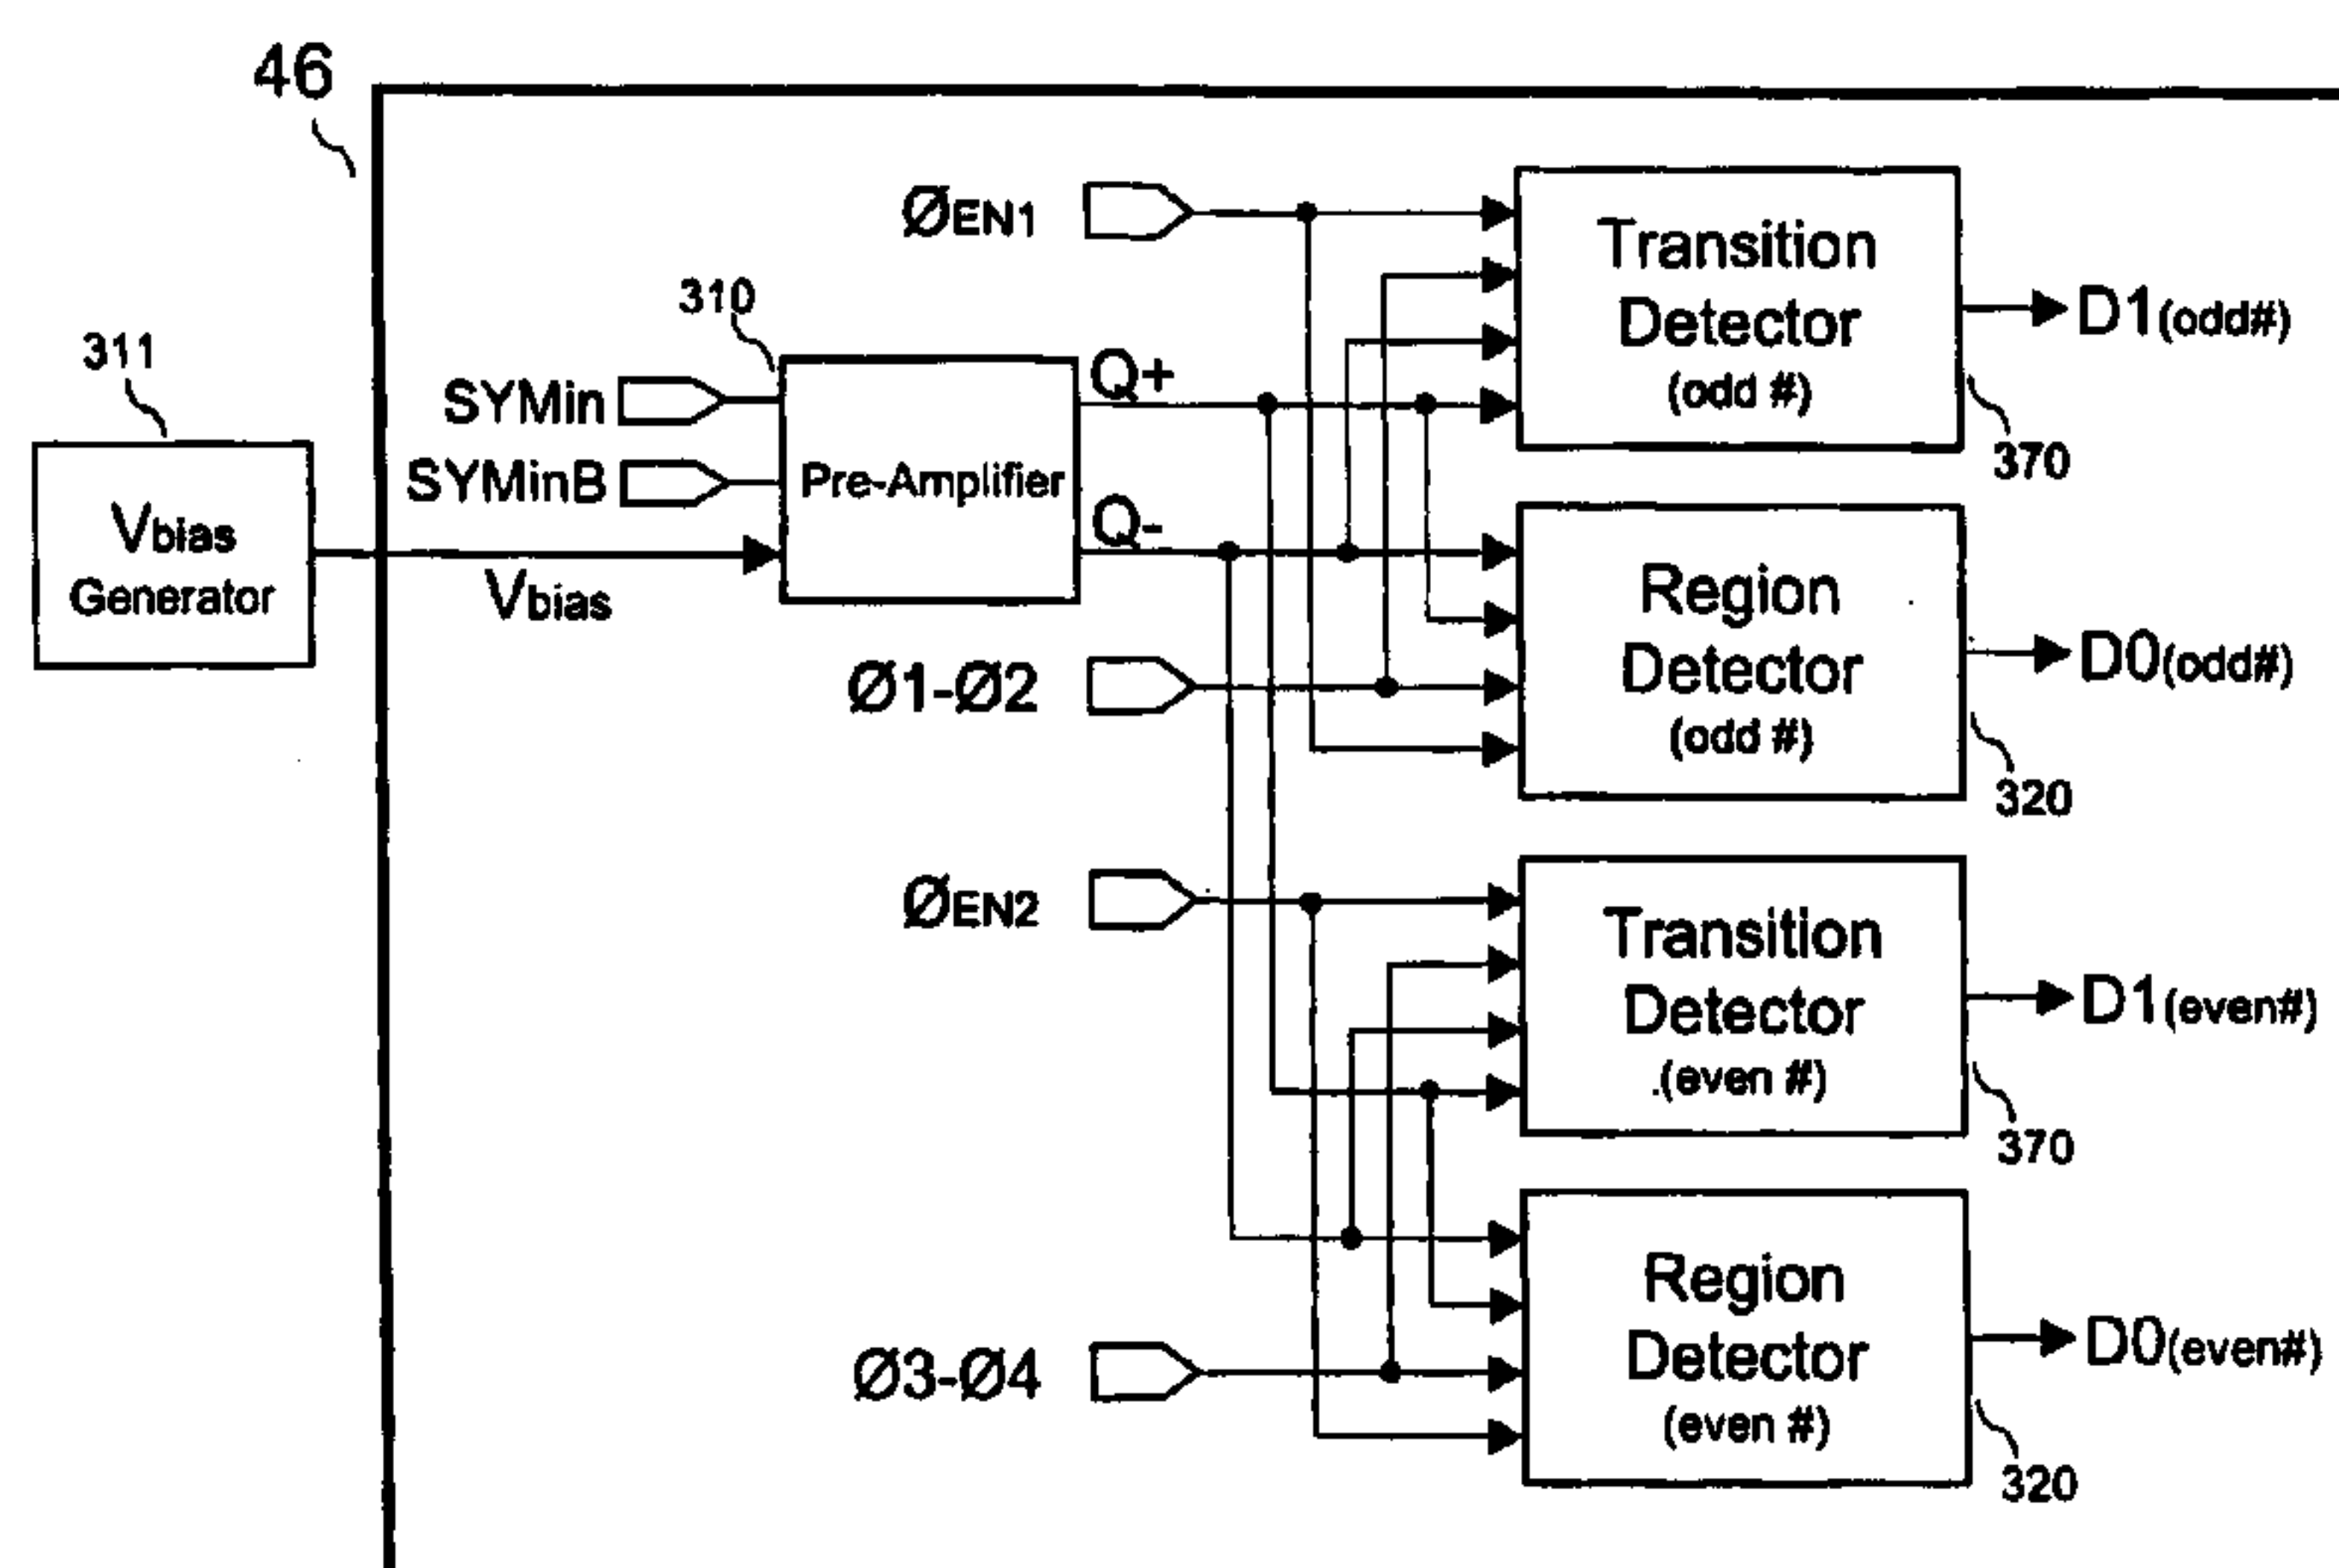 46
ØEN1
Transition
Detector
(odd #)
D1(odd#)
370
311
310
SYMin
SYMinB
Pre-Amplifier
Q+
Q-
Vbias
Generator
Vbias
Region
Detector
(odd #)
D0(odd#)
320
Ø1-Ø2
ØEN2
Transition
Detector
(even #)
D1(even#)
370
Region
Detector
(even #)
D0(even#)
320
Ø3-Ø4